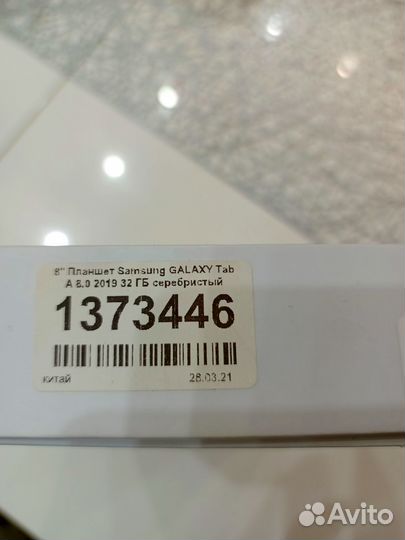 8" Планшет Samsung GALAXY Tab
A 8.0 2019 32 ГБ серебристый
1373446
китай 28.03.21
Avito